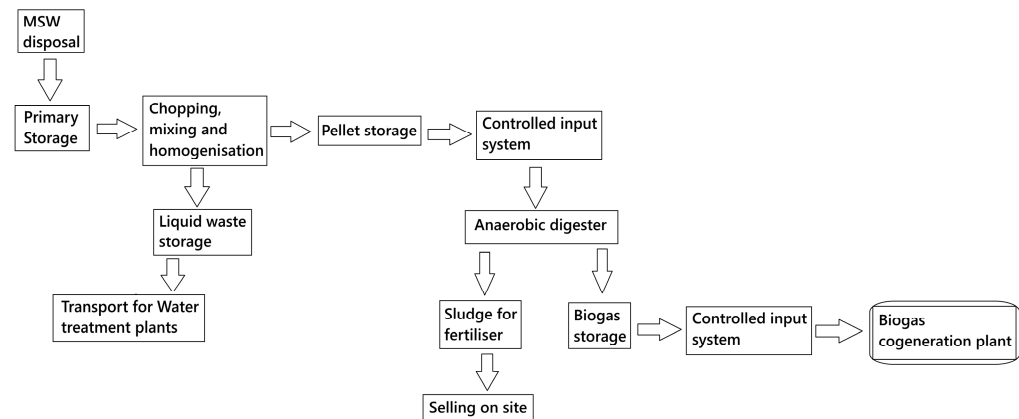 MSW
disposal
Primary
Storage
Chopping,
mixing and
homogenisation
Pellet storage
Controlled input
system
Liquid waste
storage
Anaerobic digester
Transport for Water
treatment plants
Sludge for
fertiliser
Biogas
storage
Controlled input
system
Biogas
cogeneration plant
Selling on site